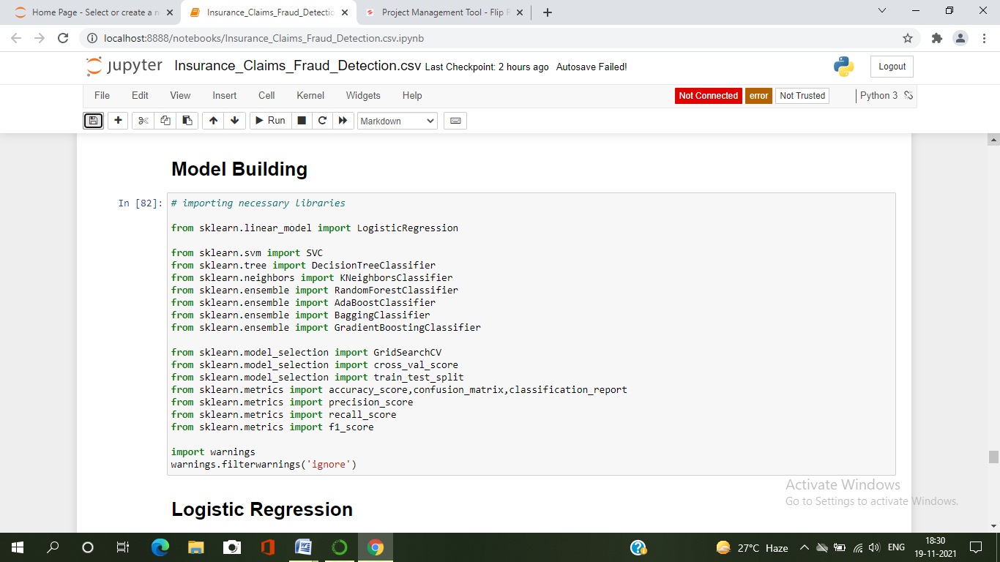 Home Page - Select or create a n
Insurance_Claims_Fraud_Detectio
Project Management Tool - Flip R
localhost:8888/notebooks/Insurance_Claims_Fraud_Detection.csv.ipynb
jupyter Insurance_Claims_Fraud_Detection.csv Last Checkpoint: 2 hours ago Autosave Failed!
Logout
File Edit View Insert Cell Kernel Widgets Help
Not Connected error Not Trusted Python 3
Run Markdown
Model Building
In [82]: # importing necessary libraries
from sklearn.linear_model import LogisticRegression
from sklearn.svm import SVC
from sklearn.tree import DecisionTreeClassifier
from sklearn.neighbors import KNeighborsClassifier
from sklearn.ensemble import RandomForestClassifier
from sklearn.ensemble import AdaBoostClassifier
from sklearn.ensemble import BaggingClassifier
from sklearn.ensemble import GradientBoostingClassifier
from sklearn.model_selection import GridSearchCV
from sklearn.model_selection import cross_val_score
from sklearn.model_selection import train_test_split
from sklearn.metrics import accuracy_score,confusion_matrix,classification_report
from sklearn.metrics import precision_score
from sklearn.metrics import recall_score
from sklearn.metrics import f1_score
import warnings
warnings.filterwarnings('ignore')
Activate Windows
Go to Settings to activate Windows.
Logistic Regression
27°C Haze
ENG
18:30
19-11-2021